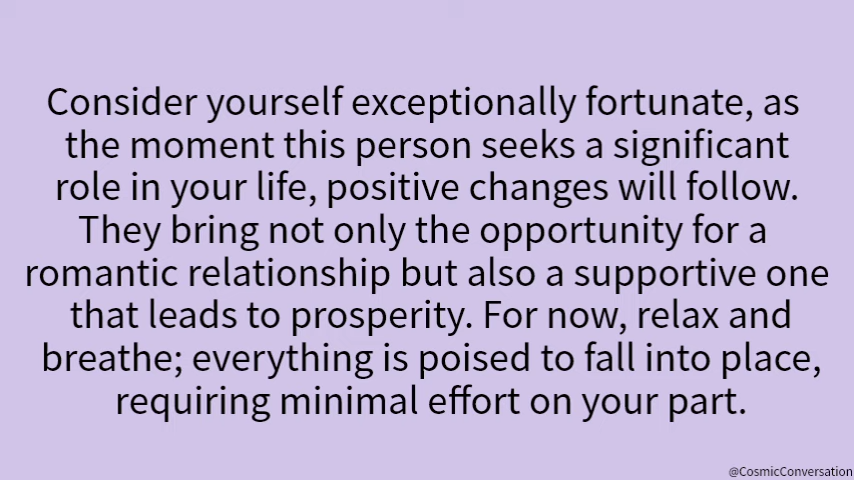 Consider yourself exceptionally fortunate, as
the moment this person seeks a significant
role in your life, positive changes will follow.
They bring not only the opportunity for a
romantic relationship but also a supportive one
that leads to prosperity. For now, relax and
breathe; everything is poised to fall into place,
requiring minimal effort on your part.
@CosmicConversation